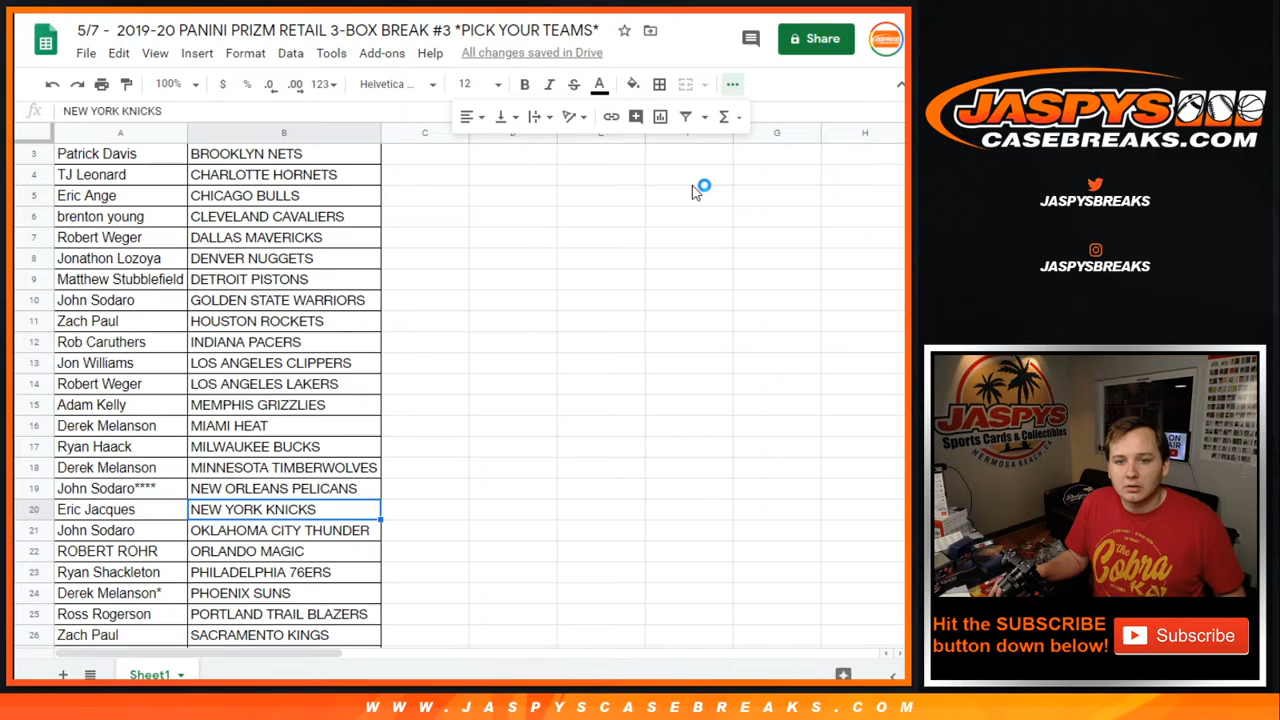 5/7 - 2019-20 PANINI PRIZM RETAIL 3-BOX BREAK #3 *PICK YOUR TEAMS*
File Edit View Insert Format Data Tools Add-ons Help All changes saved in Drive
Share
100% $ % .0 .00 123 Helvetica ... 12 B I S A
fx NEW YORK KNICKS
A B C D E F G H
3 Patrick Davis BROOKLYN NETS
4 TJ Leonard CHARLOTTE HORNETS
5 Eric Ange CHICAGO BULLS
6 brenton young CLEVELAND CAVALIERS
7 Robert Weger DALLAS MAVERICKS
8 Jonathon Lozoya DENVER NUGGETS
9 Matthew Stubblefield DETROIT PISTONS
10 John Sodaro GOLDEN STATE WARRIORS
11 Zach Paul HOUSTON ROCKETS
12 Rob Caruthers INDIANA PACERS
13 Jon Williams LOS ANGELES CLIPPERS
14 Robert Weger LOS ANGELES LAKERS
15 Adam Kelly MEMPHIS GRIZZLIES
16 Derek Melanson MIAMI HEAT
17 Ryan Haack MILWAUKEE BUCKS
18 Derek Melanson MINNESOTA TIMBERWOLVES
19 John Sodaro**** NEW ORLEANS PELICANS
20 Eric Jacques NEW YORK KNICKS
21 John Sodaro OKLAHOMA CITY THUNDER
22 ROBERT ROHR ORLANDO MAGIC
23 Ryan Shackleton PHILADELPHIA 76ERS
24 Derek Melanson* PHOENIX SUNS
25 Ross Rogerson PORTLAND TRAIL BLAZERS
26 Zach Paul SACRAMENTO KINGS
Sheet1
JASPYS
CASEBREAKS.COM
JASPYSBREAKS
JASPYSBREAKS
JASPYS
Sports Cards & Collectibles
HERMOSA BEACH, CA
ON AIR
Dodgers
the Cobra KAI
Hit the SUBSCRIBE
button down below!
Subscribe
WWW.JASPYSCASEBREAKS.COM